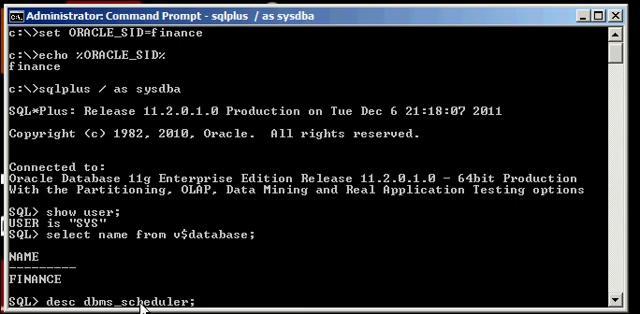 Administrator: Command Prompt - sqlplus / as sysdba
c:\>set ORACLE_SID=finance
c:\>echo %ORACLE_SID%
finance
c:\>sqlplus / as sysdba
SQL*Plus: Release 11.2.0.1.0 Production on Tue Dec 6 21:18:07 2011
Copyright (c) 1982, 2010, Oracle.  All rights reserved.
Connected to:
Oracle Database 11g Enterprise Edition Release 11.2.0.1.0 - 64bit Production
With the Partitioning, OLAP, Data Mining and Real Application Testing options
SQL> show user;
USER is "SYS"
SQL> select name from v$database;
NAME
---------
FINANCE
SQL> desc dbms_scheduler;